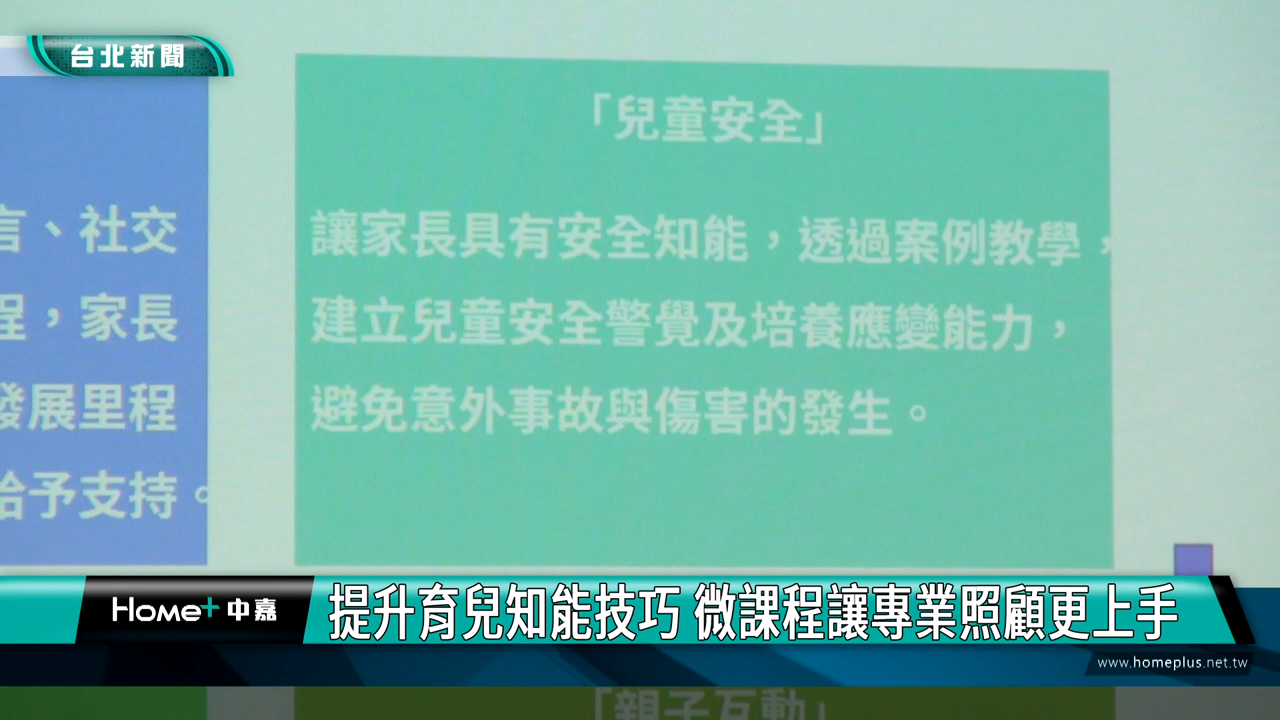 台北新聞
言、社交
程，家長
發展里程
給予支持。
「兒童安全」
讓家長具有安全知能，透過案例教學，
建立兒童安全警覺及培養應變能力，
避免意外事故與傷害的發生。
Home+ 中嘉
提升育兒知能技巧 微課程讓專業照顧更上手
www.homeplus.net.tw
「親子互動」